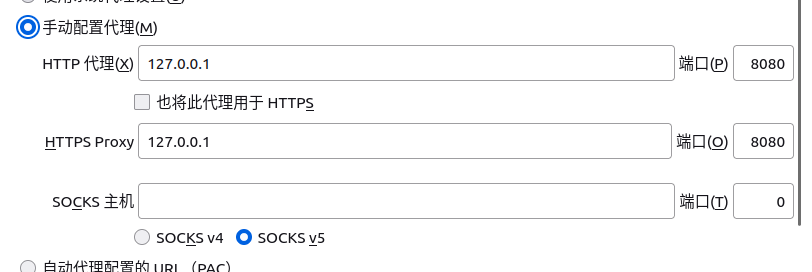 手动配置代理(M)
HTTP 代理(X) 127.0.0.1 端口(P) 8080
也将此代理用于 HTTPS
HTTPS Proxy 127.0.0.1 端口(O) 8080
SOCKS 主机 端口(T) 0
SOCKS v4 SOCKS v5
自动代理配置的 URL（PAC）